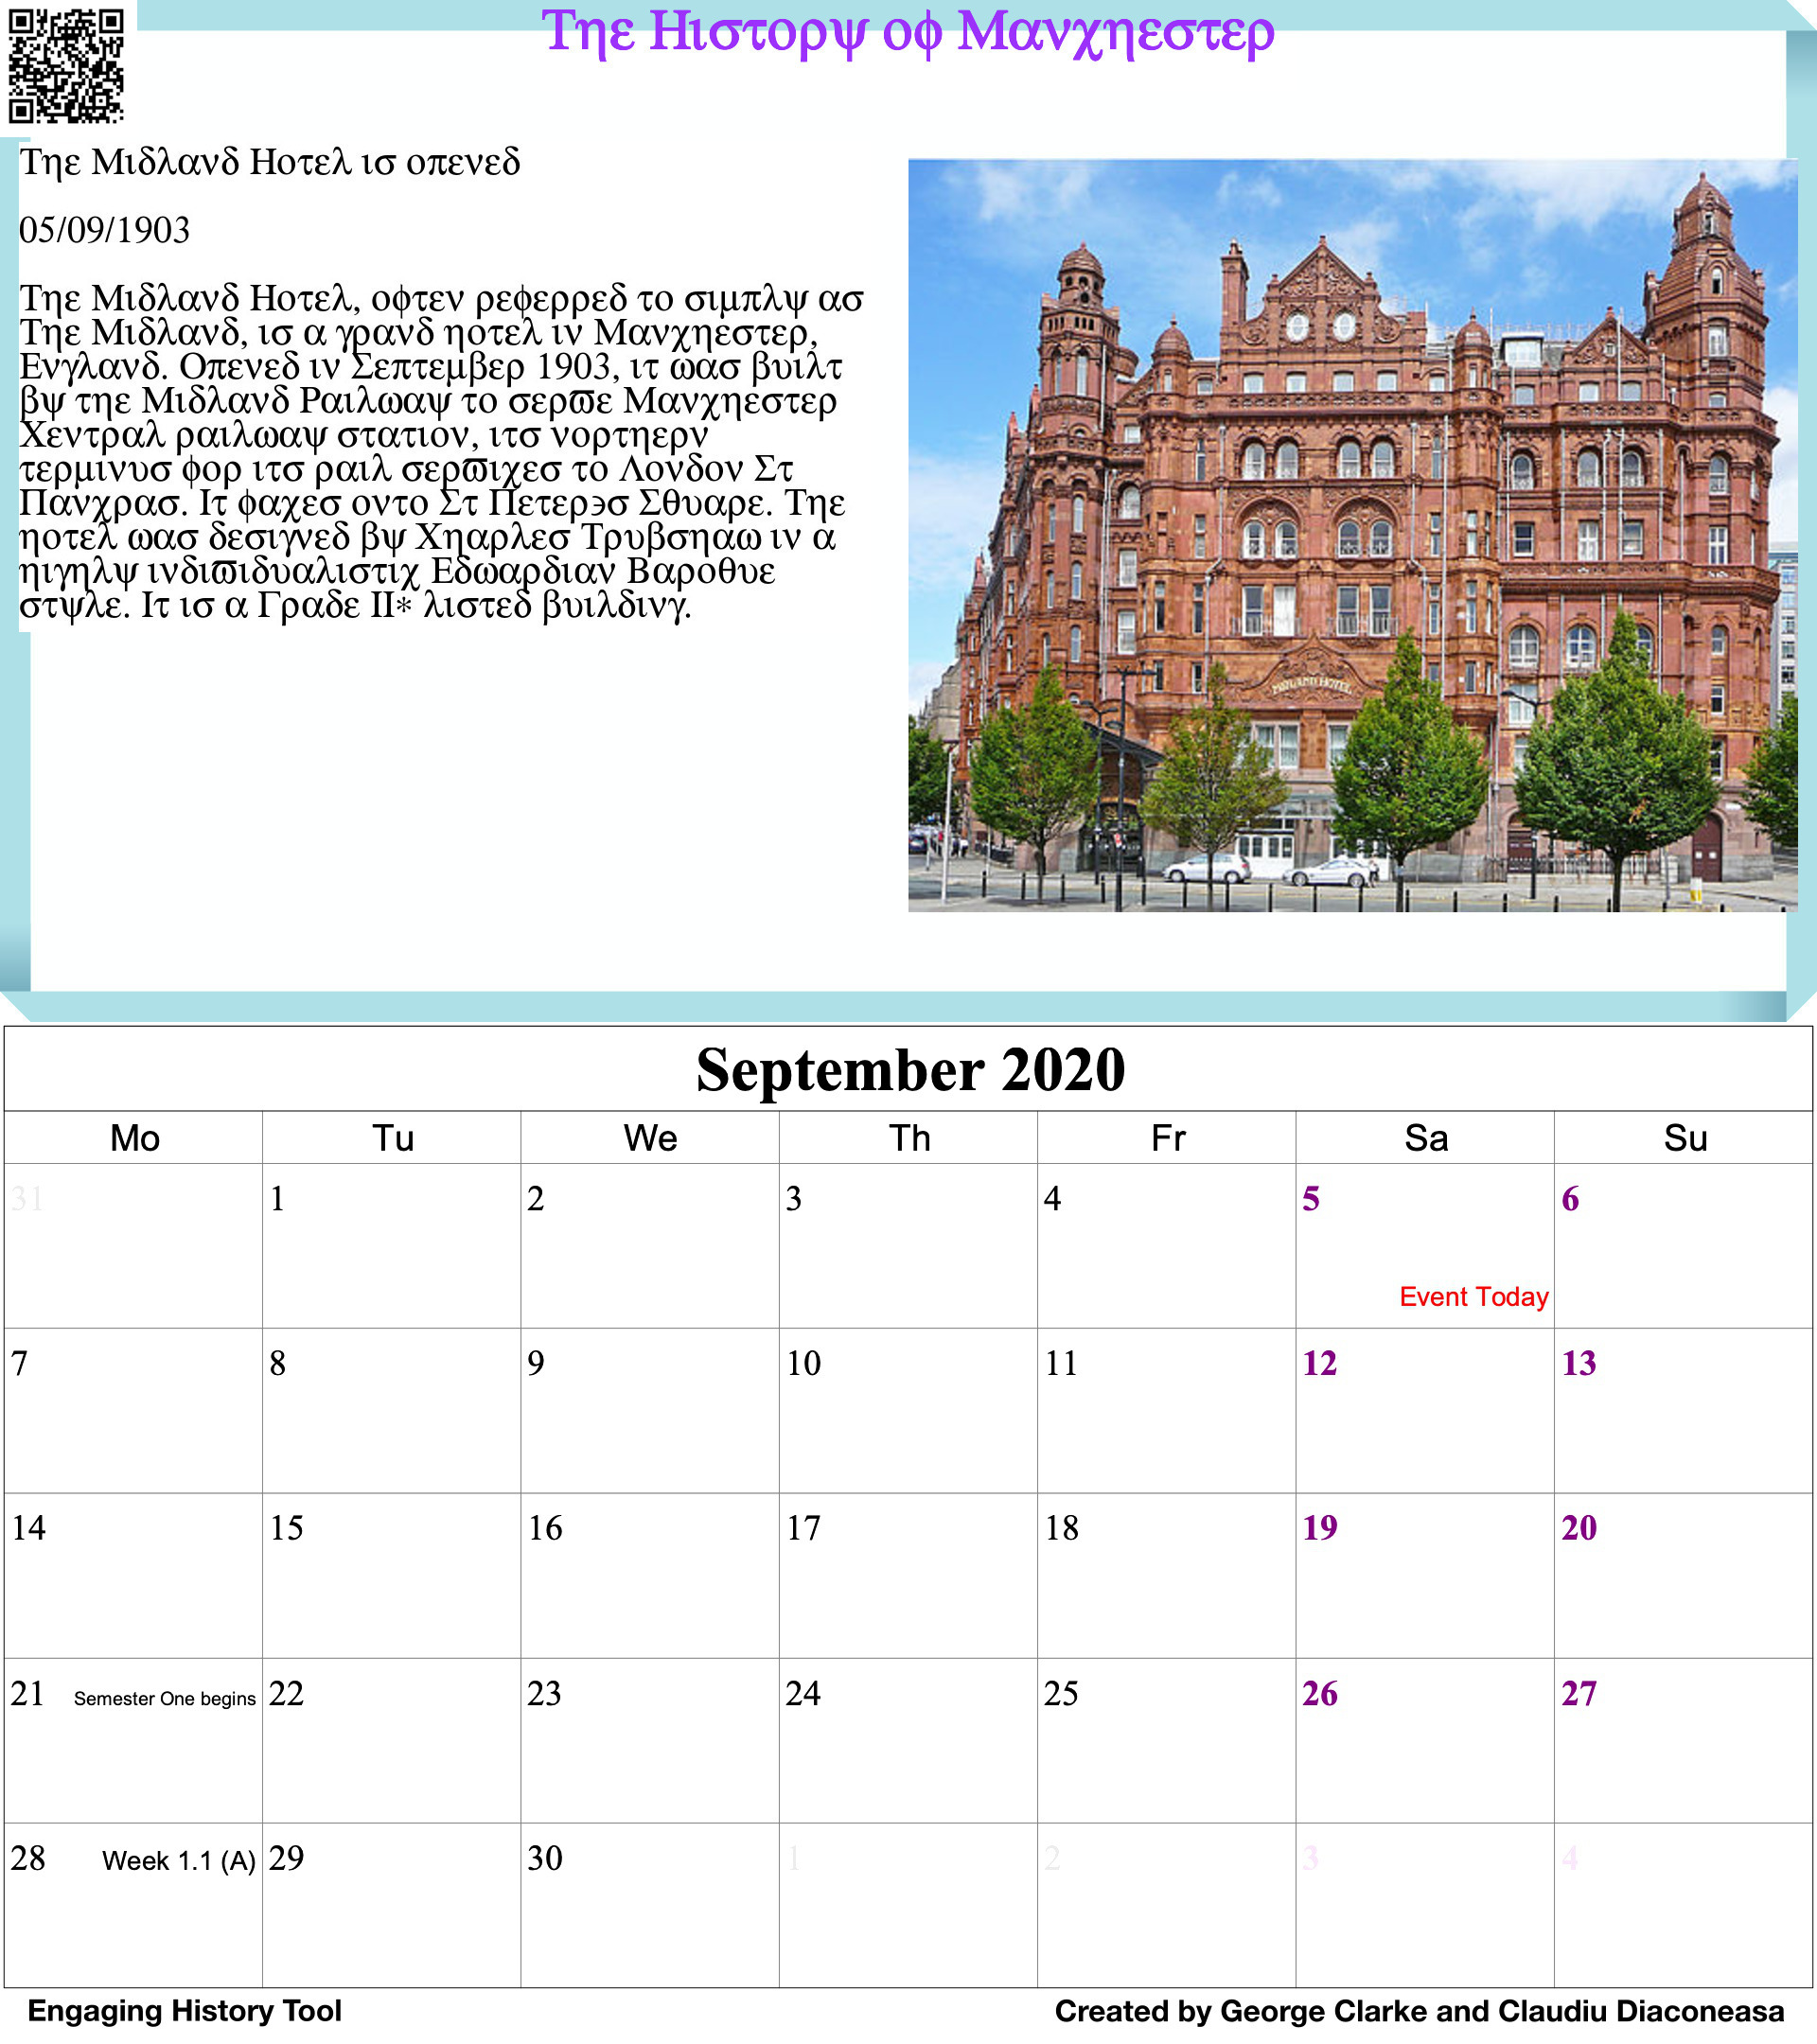 Τηε Ηιστορψ οφ Μανχηεστερ
Τηε Μιδλανδ Ηοτελ ισ οπενεδ
05/09/1903
Τηε Μιδλανδ Ηοτελ, οφτεν ρεφερρεδ το σιμπλψ ασ
Τηε Μιδλανδ, ισ α γρανδ ηοτελ ιν Μανχηεστερ,
Ενγλανδ. Οπενεδ ιν Σεπτεμβερ 1903, ιτ ωασ βυιλτ
βψ τηε Μιδλανδ Ραιλωαψ το σερϖε Μανχηεστερ
Χεντραλ ραιλωαψ στατιον, ιτσ νορτηερν
τερμινυσ φορ ιτσ ραιλ σερϖιχεσ το Λονδον Στ
Πανχρασ. Ιτ φαχεσ οντο Στ Πετερ϶σ Σθυαρε. Τηε
ηοτελ ωασ δεσιγνεδ βψ Χηαρλεσ Τρυβσηαω ιν α
ηιγηλψ ινδιϖιδυαλιστιχ Εδωαρδιαν Βαροθυε
στψλε. Ιτ ισ α Γραδε ΙΙ∗ λιστεδ βυιλδινγ.
MIDLAND HOTEL
September 2020
Mo Tu We Th Fr Sa Su
31 1 2 3 4 5 6
Event Today
7 8 9 10 11 12 13
14 15 16 17 18 19 20
21 Semester One begins 22 23 24 25 26 27
28 Week 1.1 (A) 29 30 1 2 3 4
Engaging History Tool Created by George Clarke and Claudiu Diaconeasa